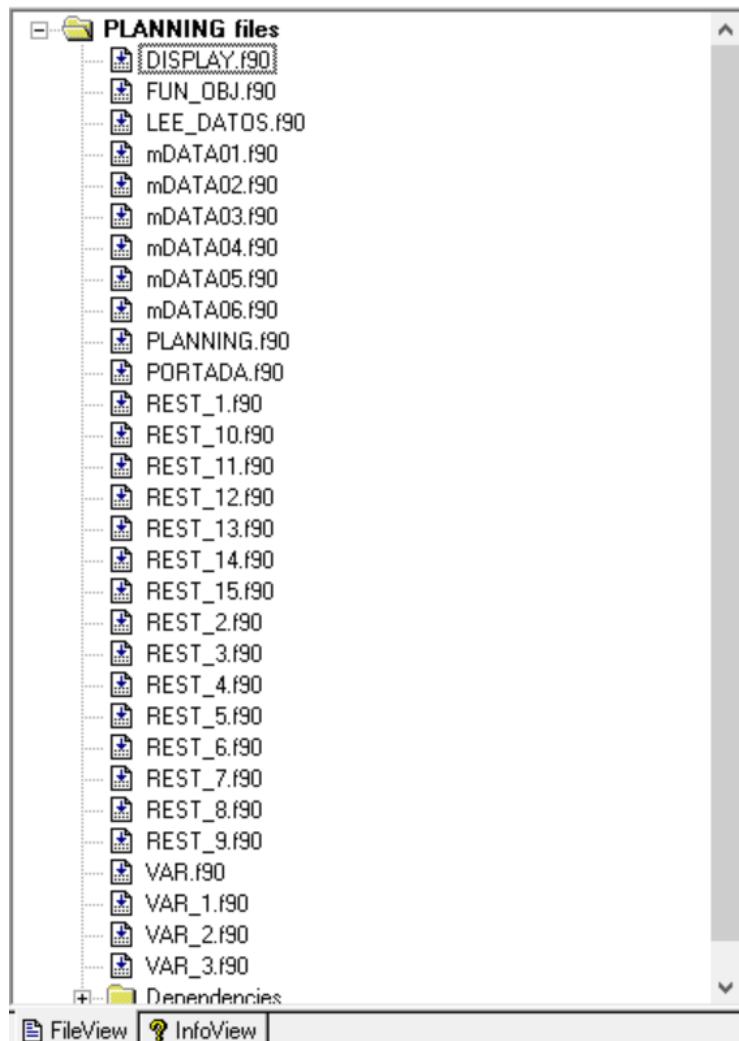 PLANNING files
DISPLAY.f90
FUN_OBJ.f90
LEE_DATOS.f90
mDATA01.f90
mDATA02.f90
mDATA03.f90
mDATA04.f90
mDATA05.f90
mDATA06.f90
PLANNING.f90
PORTADA.f90
REST_1.f90
REST_10.f90
REST_11.f90
REST_12.f90
REST_13.f90
REST_14.f90
REST_15.f90
REST_2.f90
REST_3.f90
REST_4.f90
REST_5.f90
REST_6.f90
REST_7.f90
REST_8.f90
REST_9.f90
VAR.f90
VAR_1.f90
VAR_2.f90
VAR_3.f90
Dependencies
FileView InfoView